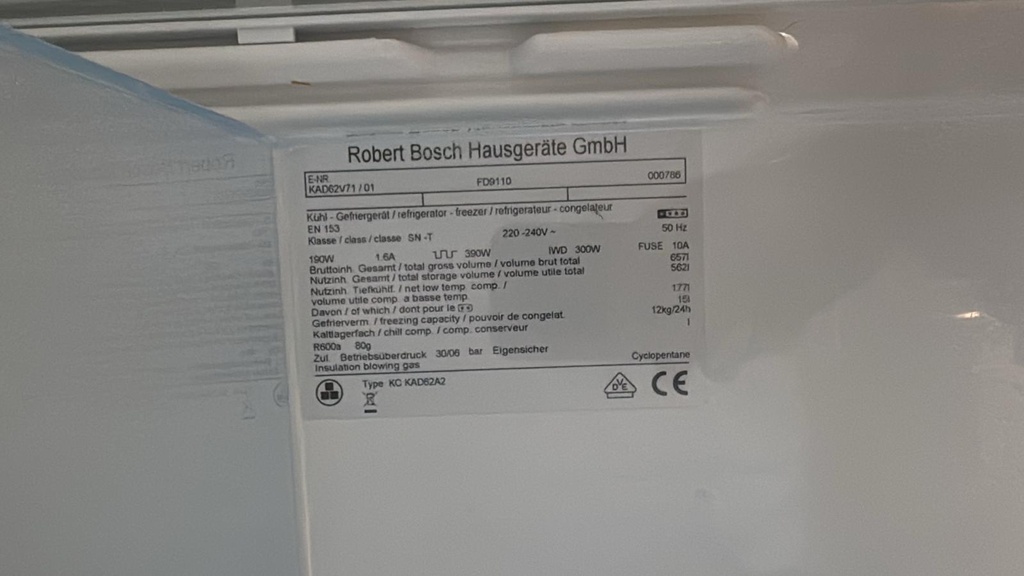 Robert Bosch Hausgeräte GmbH
E-NR.
KAD62V71 / 01 FD9110 000786
Kühl - Gefriergerät / refrigerator - freezer / refrigerateur - congelateur
EN 153
Klasse / class / classe SN -T 220 -240V ~ 50 Hz
190W 1.6A 390W IWD 300W FUSE 10A
Bruttoinh. Gesamt / total gross volume / volume brut total 657l
Nutzinh. Gesamt / total storage volume / volume utile total 562l
Nutzinh. Tiefkühlf. / net low temp. comp. /
volume utile comp. a basse temp. 177l
Davon / of which / dont pour le 15l
Gefrierverm. / freezing capacity / pouvoir de congelat. 12kg/24h
Kaltlagerfach / chill comp. / comp. conserveur l
R600a 80g
Zul. Betriebsüberdruck 30/06 bar Eigensicher
Insulation blowing gas Cyclopentane
Type KC KAD62A2
DVE
CE